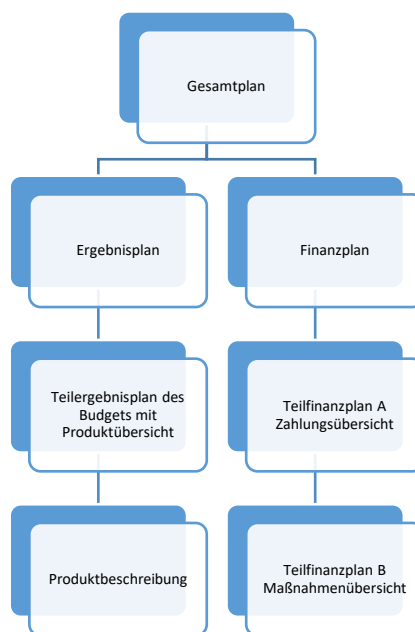 Gesamtplan
Ergebnisplan
Finanzplan
Teilergebnisplan des
Budgets mit
Produktübersicht
Teilfinanzplan A
Zahlungsübersicht
Produktbeschreibung
Teilfinanzplan B
Maßnahmenübersicht